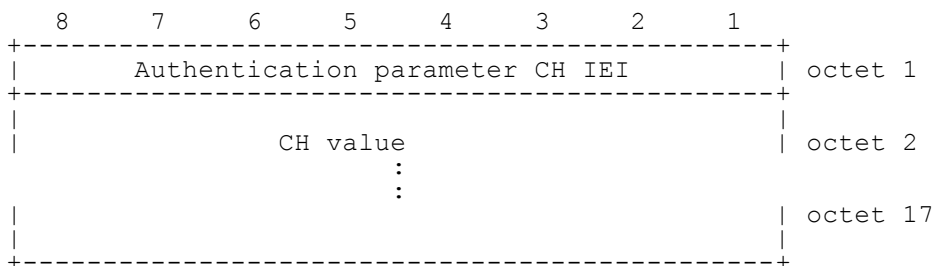 8 7 6 5 4 3 2 1
Authentication parameter CH IEI octet 1
CH value octet 2
:
:
octet 17